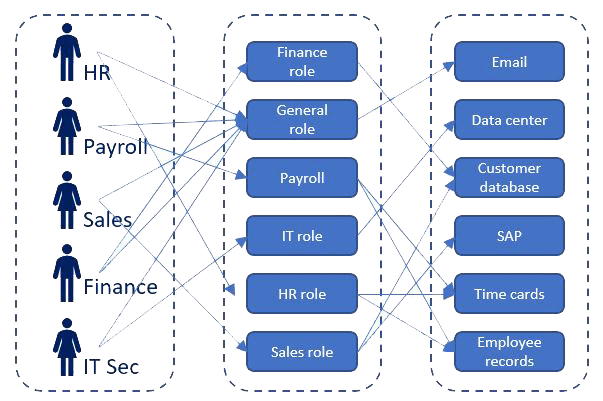 HR
Payroll
Sales
Finance
IT Sec
Finance
role
General
role
Payroll
IT role
HR role
Sales role
Email
Data center
Customer
database
SAP
Time cards
Employee
records